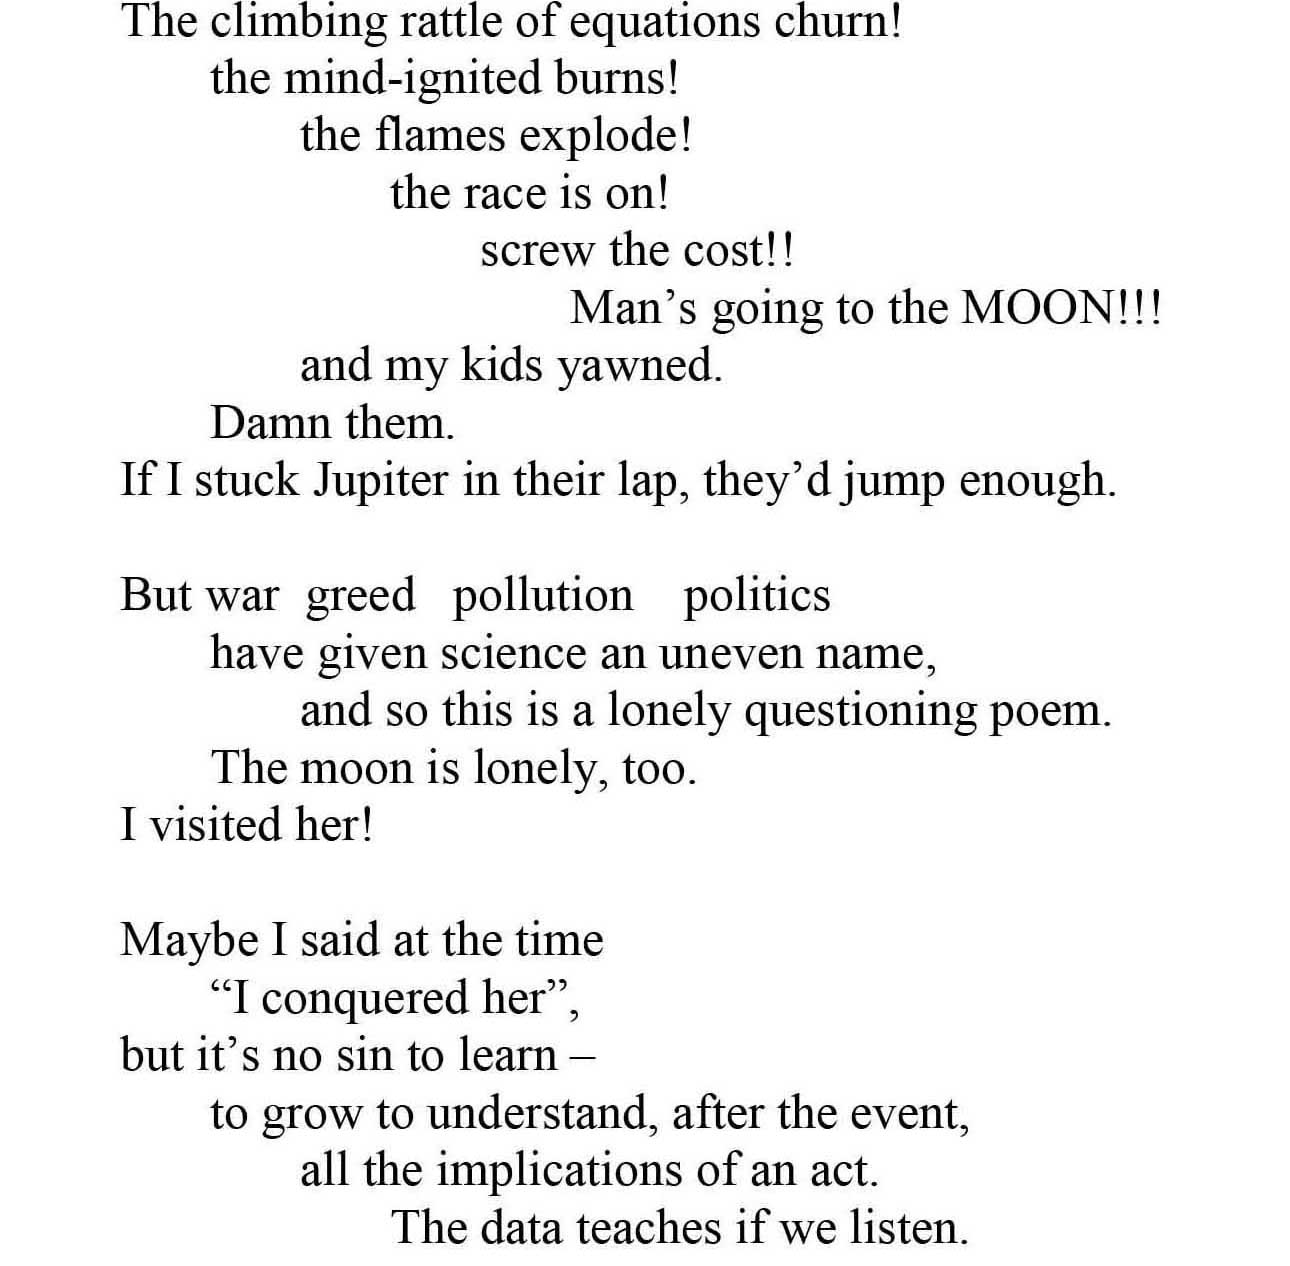 The climbing rattle of equations churn!
the mind-ignited burns!
the flames explode!
the race is on!
screw the cost!!
Man’s going to the MOON!!!
and my kids yawned.
Damn them.
If I stuck Jupiter in their lap, they’d jump enough.
But war greed pollution politics
have given science an uneven name,
and so this is a lonely questioning poem.
The moon is lonely, too.
I visited her!
Maybe I said at the time
“I conquered her”,
but it’s no sin to learn –
to grow to understand, after the event,
all the implications of an act.
The data teaches if we listen.